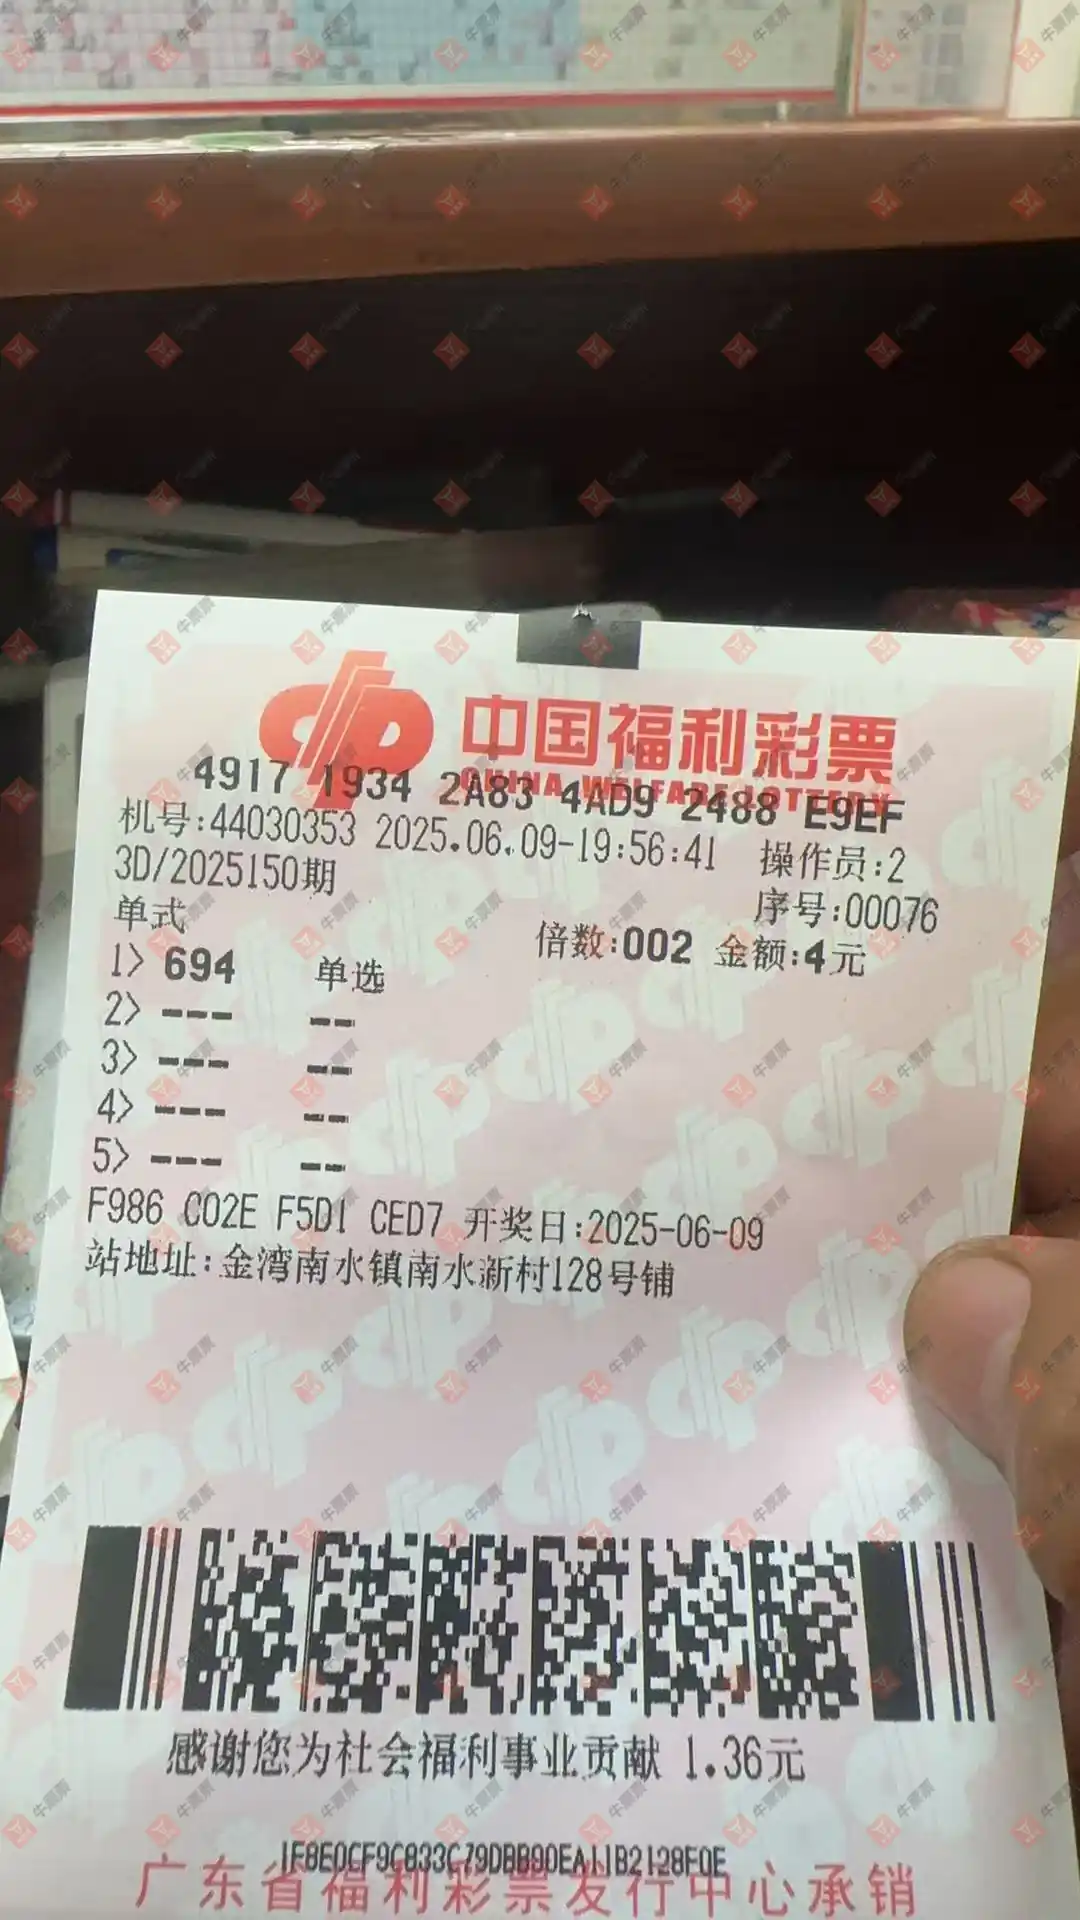 中国福利彩票
CHINA WELFARE LOTTERY
4917 1934 2A83 4AD9 2488 E9EF
机号:44030353 2025.06.09-19:56:41 操作员:2
3D/2025150期 序号:00076
单式 倍数:002 金额:4元
1> 694 单选
2> --- --
3> --- --
4> --- --
5> --- --
F986 C02E F5D1 CED7 开奖日:2025-06-09
站地址:金湾南水镇南水新村128号铺
感谢您为社会福利事业贡献 1.36元
1F8E0CF9C833C79DBB90EA11B2128F0E
广东省福利彩票发行中心承销
牛票票